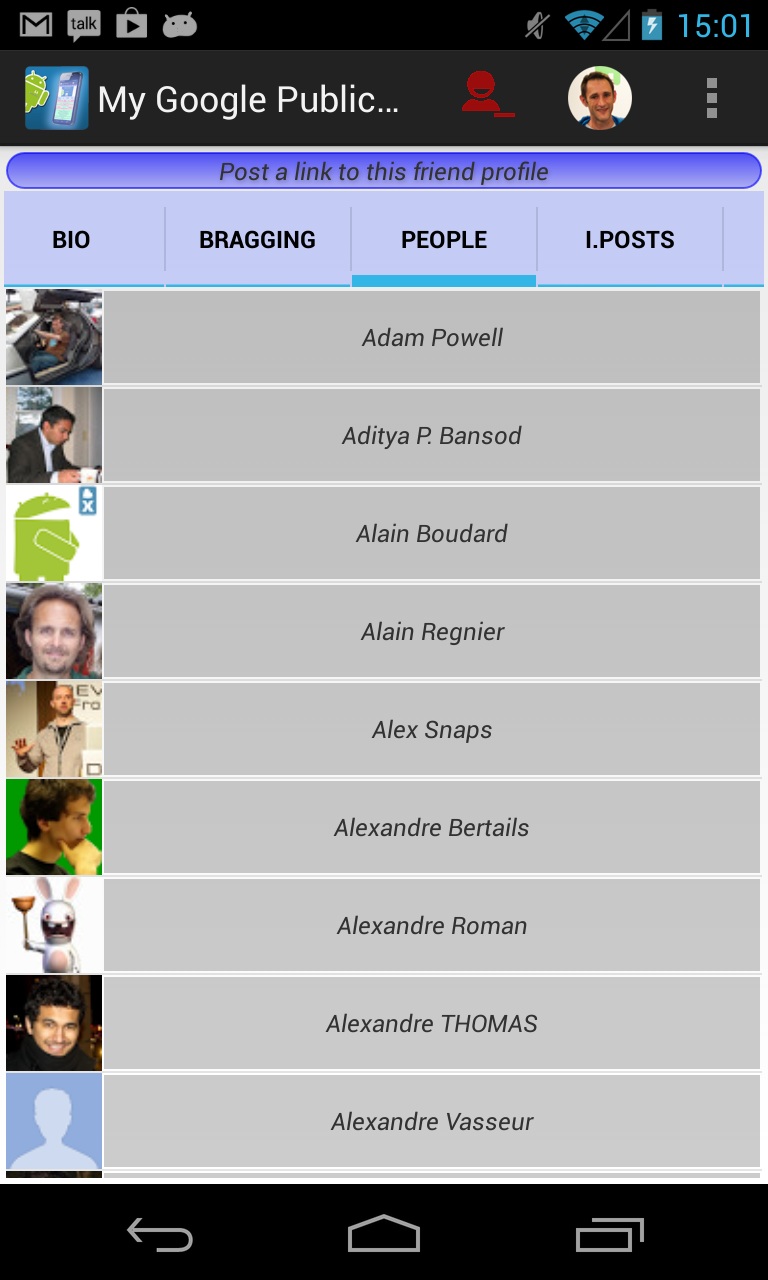 talk
15:01
My Google Public...
Post a link to this friend profile
BIO
BRAGGING
PEOPLE
I.POSTS
Adam Powell
Aditya P. Bansod
Alain Boudard
Alain Regnier
Alex Snaps
Alexandre Bertails
Alexandre Roman
Alexandre THOMAS
Alexandre Vasseur